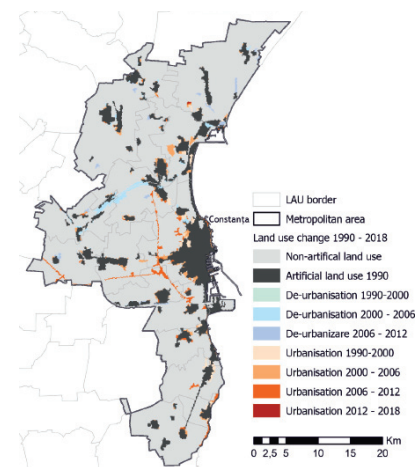 Constanța
LAU border
Metropolitan area
Land use change 1990 - 2018
Non-artifical land use
Artificial land use 1990
De-urbanisation 1990-2000
De-urbanisation 2000 - 2006
De-urbanizare 2006 - 2012
Urbanisation 1990-2000
Urbanisation 2000 - 2006
Urbanisation 2006 - 2012
Urbanisation 2012 - 2018
Km
0 2,5 5 10 15 20